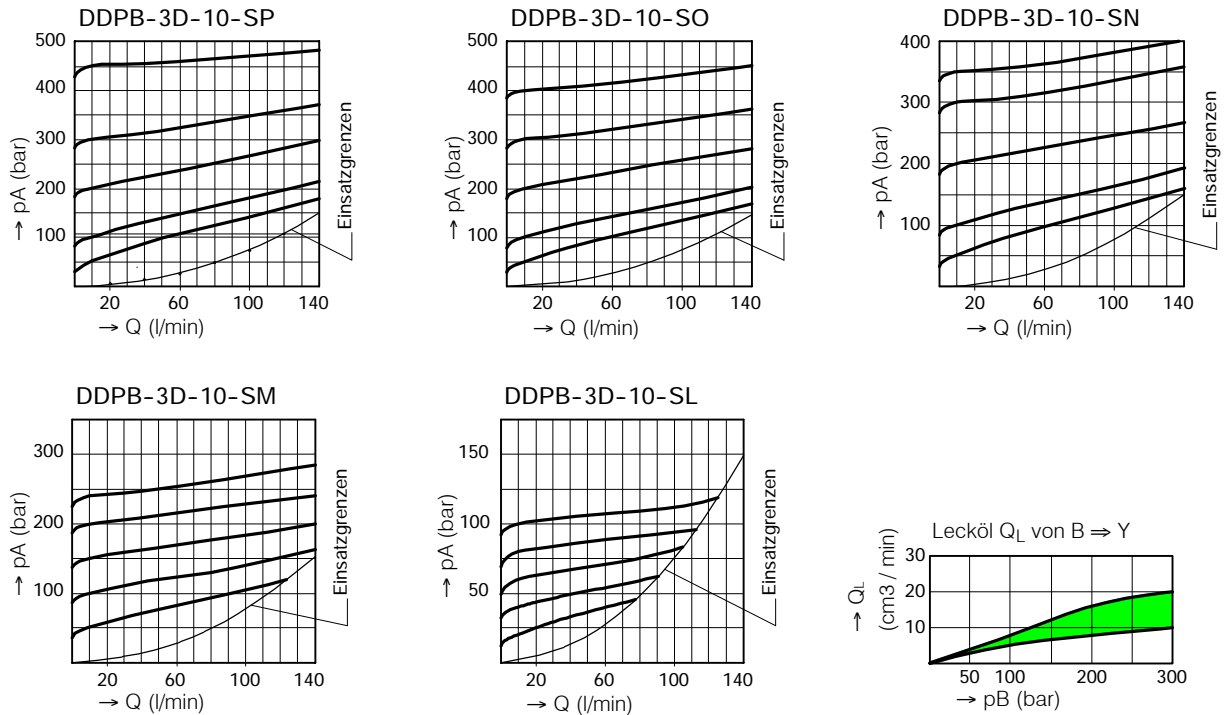 DDPB-3D-10-SP
500
400
300
200
100
→ pA (bar)
20
60
100
140
→ Q (l/min)
Einsatzgrenzen
DDPB-3D-10-SO
500
400
300
200
100
→ pA (bar)
20
60
100
140
→ Q (l/min)
Einsatzgrenzen
DDPB-3D-10-SN
400
300
200
100
→ pA (bar)
20
60
100
140
→ Q (l/min)
Einsatzgrenzen
DDPB-3D-10-SM
300
200
100
→ pA (bar)
20
60
100
140
→ Q (l/min)
Einsatzgrenzen
DDPB-3D-10-SL
150
100
50
→ pA (bar)
20
60
100
140
→ Q (l/min)
Einsatzgrenzen
Lecköl QL von B ⇒ Y
30
20
10
→ QL
(cm3 / min)
50
100
200
300
→ pB (bar)